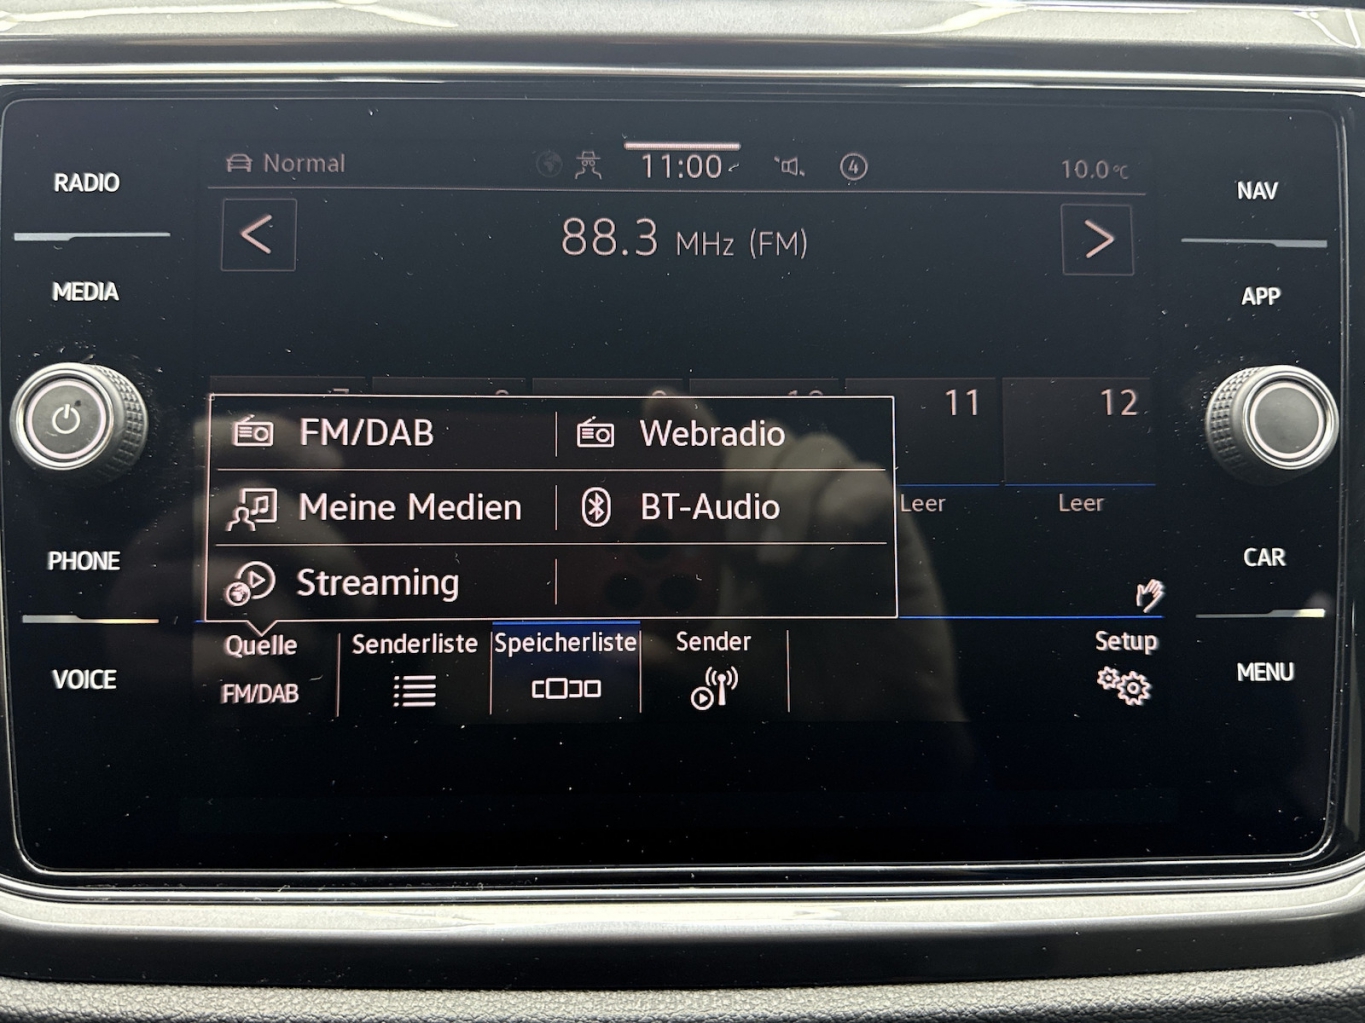 RADIO
MEDIA
PHONE
VOICE
Normal
11:00
4
10.0°C
88.3 MHz (FM)
11
12
Leer
Leer
FM/DAB
Webradio
Meine Medien
BT-Audio
Streaming
Quelle
FM/DAB
Senderliste
Speicherliste
Sender
Setup
NAV
APP
CAR
MENU